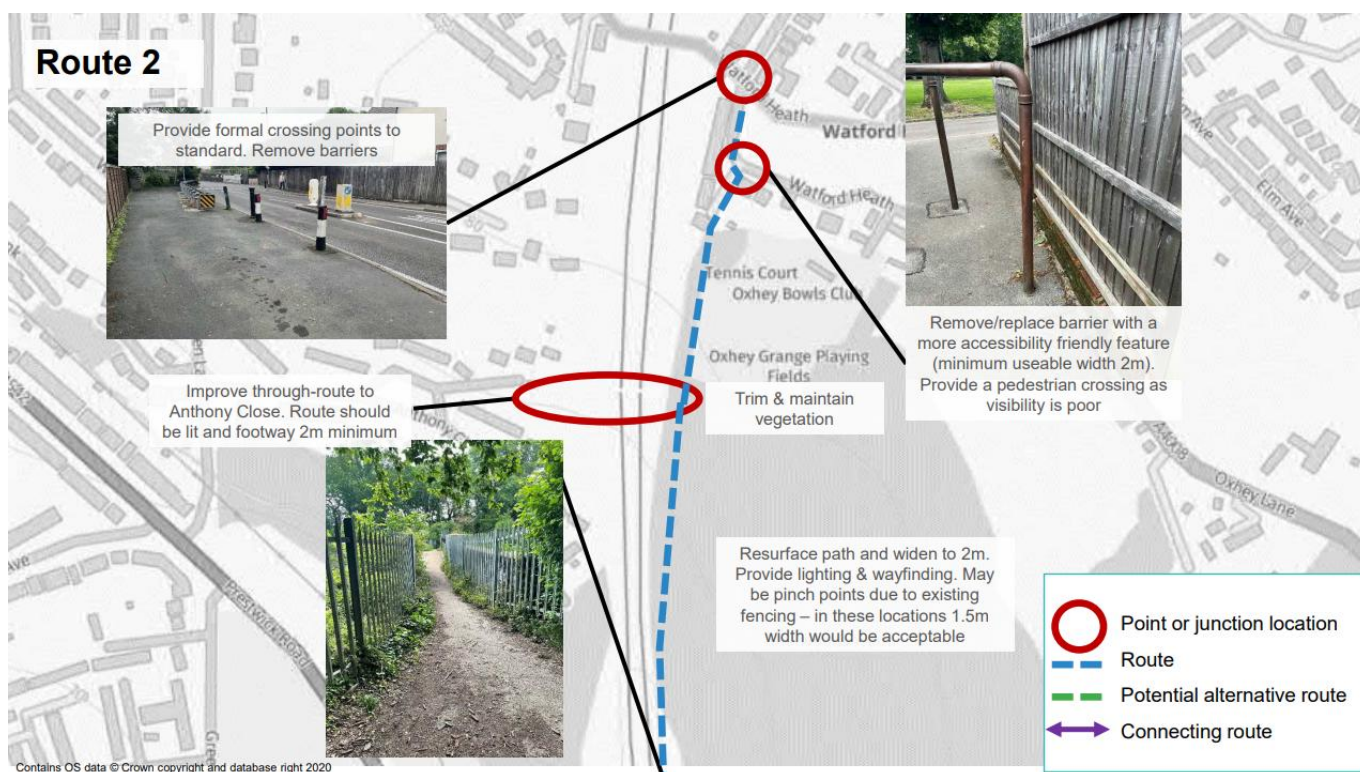 Route 2
Provide formal crossing points to
standard. Remove barriers
Watford Heath
Watford H
Watford Heath
Elm Ave
Tennis Court
Oxhey Bowls Club
Oxhey Grange Playing
Fields
Trim & maintain
vegetation
Remove/replace barrier with a
more accessibility friendly feature
(minimum useable width 2m).
Provide a pedestrian crossing as
visibility is poor
Improve through-route to
Anthony Close. Route should
be lit and footway 2m minimum
Prestwick Road
A4008
Oxhey Lane
Resurface path and widen to 2m.
Provide lighting & wayfinding. May
be pinch points due to existing
fencing – in these locations 1.5m
width would be acceptable
Point or junction location
Route
Potential alternative route
Connecting route
Contains OS data © Crown copyright and database right 2020